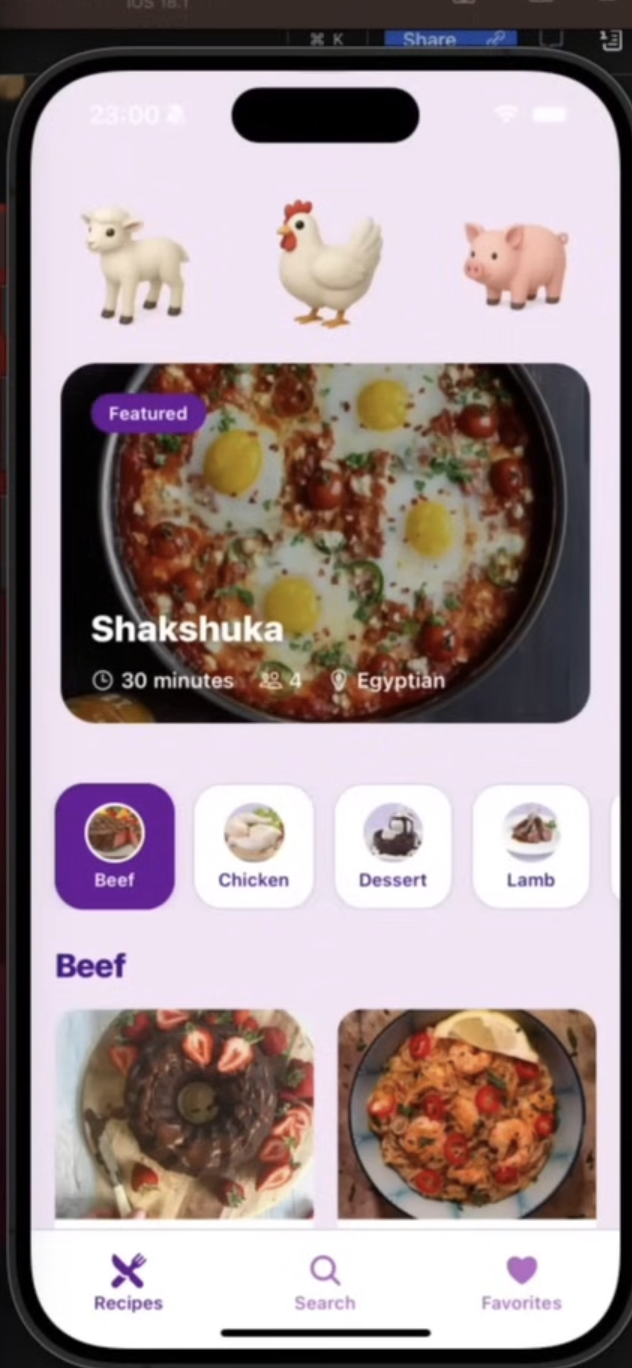 iOS 18.1
⌘ K
Share
23:00
Featured
Shakshuka
30 minutes 4 Egyptian
Beef Chicken Dessert Lamb
Beef
Recipes Search Favorites